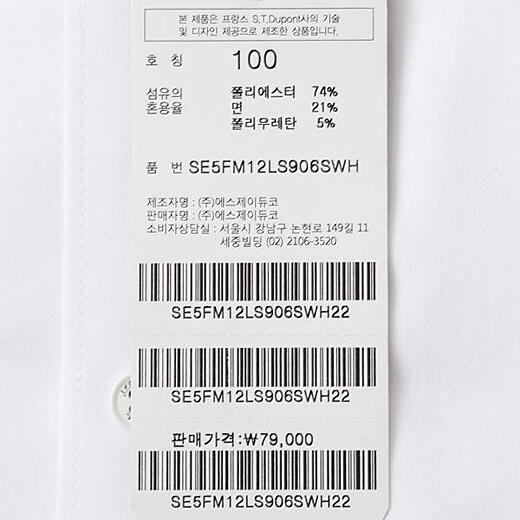 본 제품은 프랑스 S.T.Dupont사의 기술
및 디자인 제공으로 제조한 상품입니다.
호 칭 100
섬유의 폴리에스터 74%
혼용율 면 21%
폴리우레탄 5%
품 번 SE5FM12LS906SWH
제조자명 : (주)에스제이듀코
판매자명 : (주)에스제이듀코
소비자상담실 : 서울시 강남구 논현로 149길 11
세중빌딩 (02) 2106-3520
SE5FM12LS906SWH22
SE5FM12LS906SWH22
판매가격:₩79,000
SE5FM12LS906SWH22